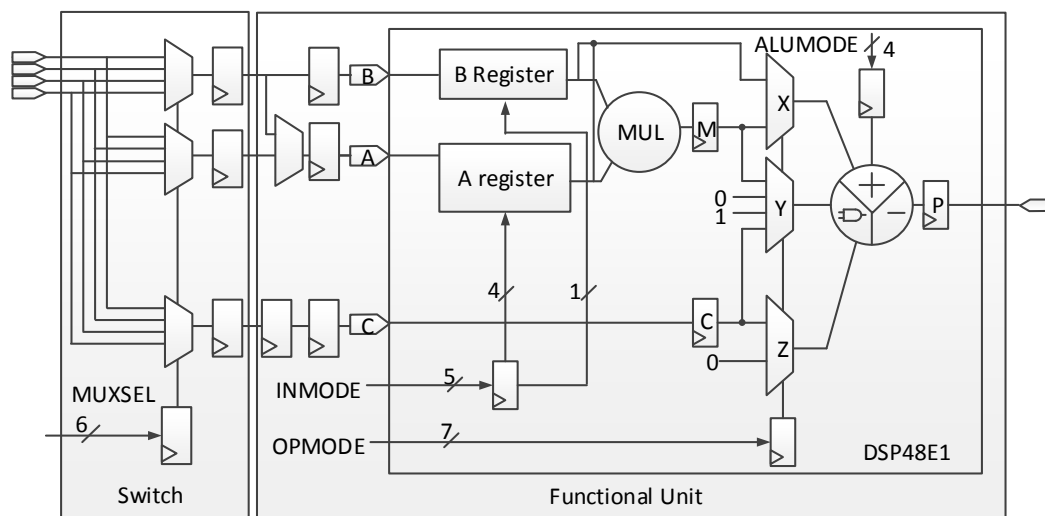 ALUMODE
4
B
B Register
X
MUL
M
A
A register
0
1
Y
P
4
1
C
C
Z
0
INMODE
5
MUXSEL
6
OPMODE
7
DSP48E1
Switch
Functional Unit